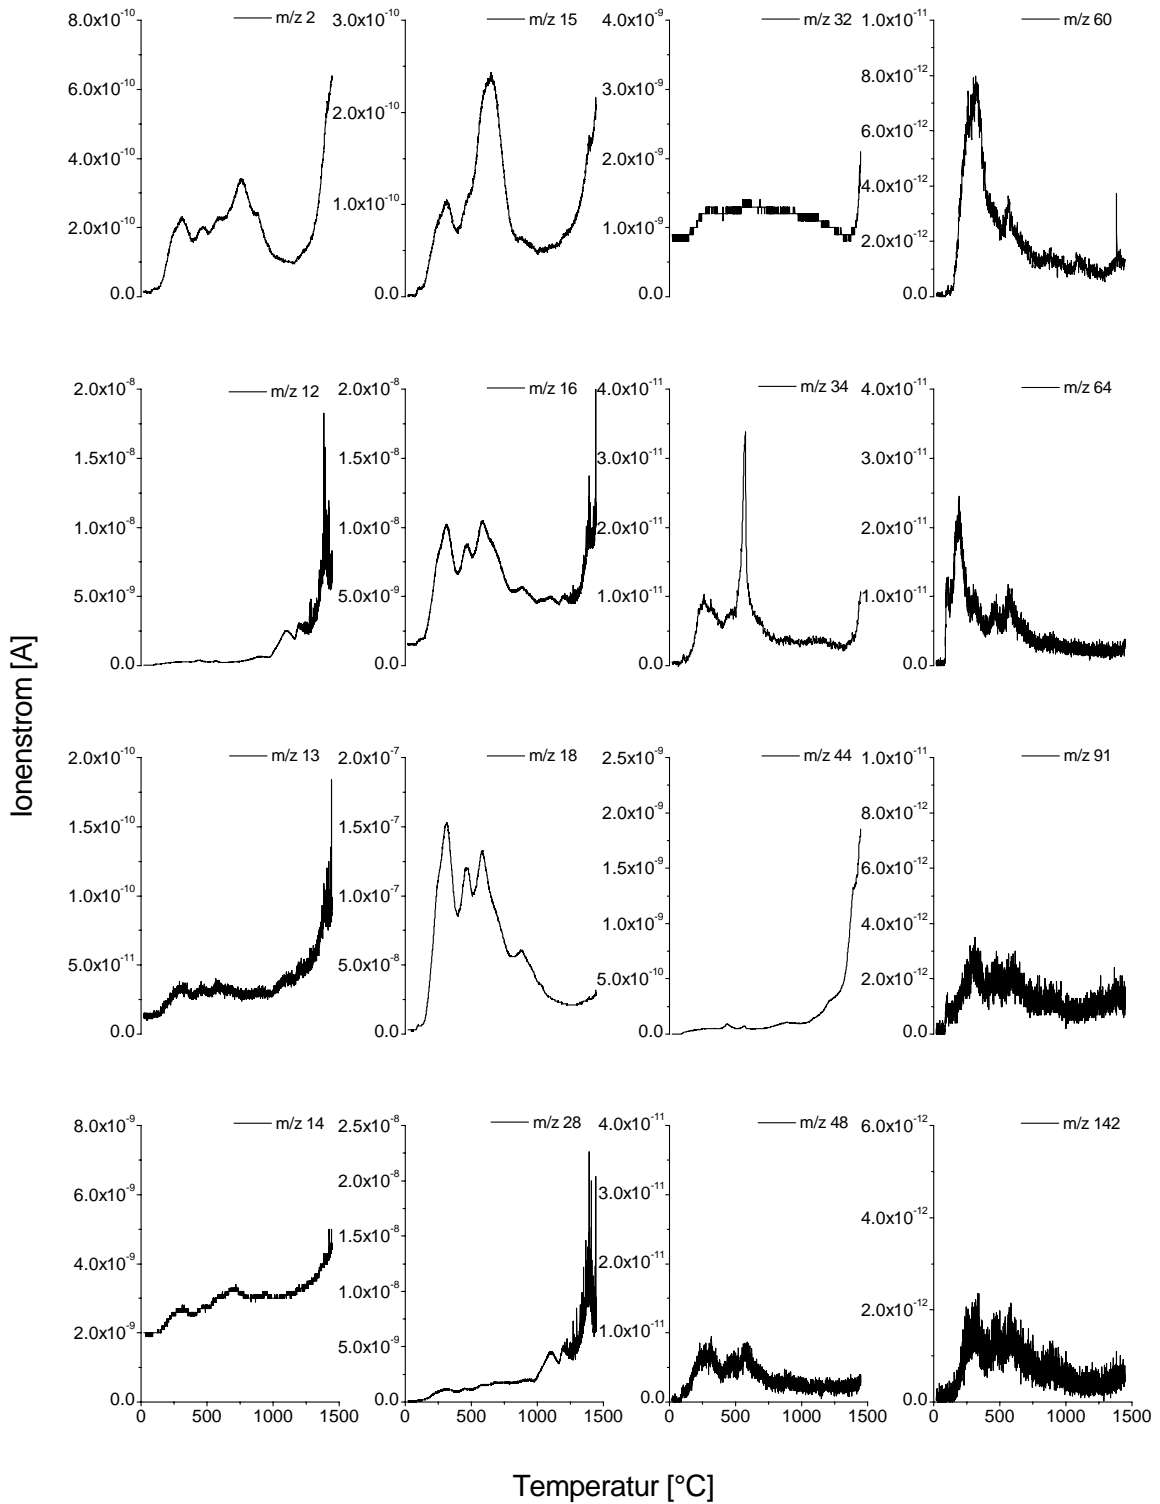 8.0x10⁻¹⁰
6.0x10⁻¹⁰
4.0x10⁻¹⁰
2.0x10⁻¹⁰
0.0
m/z 2
3.0x10⁻¹⁰
2.0x10⁻¹⁰
1.0x10⁻¹⁰
0.0
m/z 15
4.0x10⁻⁹
3.0x10⁻⁹
2.0x10⁻⁹
1.0x10⁻⁹
0.0
m/z 32
1.0x10⁻¹¹
8.0x10⁻¹²
6.0x10⁻¹²
4.0x10⁻¹²
2.0x10⁻¹²
0.0
m/z 60
2.0x10⁻⁸
1.5x10⁻⁸
1.0x10⁻⁸
5.0x10⁻⁹
0.0
m/z 12
2.0x10⁻⁸
1.5x10⁻⁸
1.0x10⁻⁸
5.0x10⁻⁹
0.0
m/z 16
4.0x10⁻¹¹
3.0x10⁻¹¹
2.0x10⁻¹¹
1.0x10⁻¹¹
0.0
m/z 34
4.0x10⁻¹¹
3.0x10⁻¹¹
2.0x10⁻¹¹
1.0x10⁻¹¹
0.0
m/z 64
Ionenstrom [A]
2.0x10⁻¹⁰
1.5x10⁻¹⁰
1.0x10⁻¹⁰
5.0x10⁻¹¹
0.0
m/z 13
2.0x10⁻⁷
1.5x10⁻⁷
1.0x10⁻⁷
5.0x10⁻⁸
0.0
m/z 18
2.5x10⁻⁹
2.0x10⁻⁹
1.5x10⁻⁹
1.0x10⁻⁹
5.0x10⁻¹⁰
0.0
m/z 44
1.0x10⁻¹¹
8.0x10⁻¹²
6.0x10⁻¹²
4.0x10⁻¹²
2.0x10⁻¹²
0.0
m/z 91
8.0x10⁻⁹
6.0x10⁻⁹
4.0x10⁻⁹
2.0x10⁻⁹
0.0
m/z 14
0 500 1000 1500
2.5x10⁻⁸
2.0x10⁻⁸
1.5x10⁻⁸
1.0x10⁻⁸
5.0x10⁻⁹
0.0
m/z 28
0 500 1000 1500
4.0x10⁻¹¹
3.0x10⁻¹¹
2.0x10⁻¹¹
1.0x10⁻¹¹
0.0
m/z 48
0 500 1000 1500
6.0x10⁻¹²
4.0x10⁻¹²
2.0x10⁻¹²
0.0
m/z 142
0 500 1000 1500
Temperatur [°C]